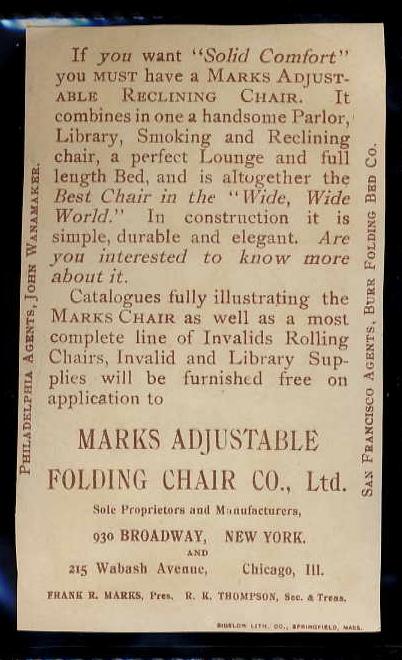 If you want "Solid Comfort"
you MUST have a MARKS ADJUST-
ABLE RECLINING CHAIR. It
combines in one a handsome Parlor,
Library, Smoking and Reclining
chair, a perfect Lounge and full
length Bed, and is altogether the
Best Chair in the "Wide, Wide
World." In construction it is
simple, durable and elegant. Are
you interested to know more
about it.
Catalogues fully illustrating the
MARKS CHAIR as well as a most
complete line of Invalids Rolling
Chairs, Invalid and Library Sup-
plies will be furnished free on
application to
MARKS ADJUSTABLE
FOLDING CHAIR CO., Ltd.
Sole Proprietors and Manufacturers,
930 BROADWAY, NEW YORK.
AND
215 Wabash Avenue, Chicago, Ill.
FRANK R. MARKS, Pres. R. K. THOMPSON, Sec. & Treas.
BIGELOW LITH. CO., SPRINGFIELD, MASS.
PHILADELPHIA AGENTS, JOHN WANAMAKER.
SAN FRANCISCO AGENTS, BURR FOLDING BED CO.